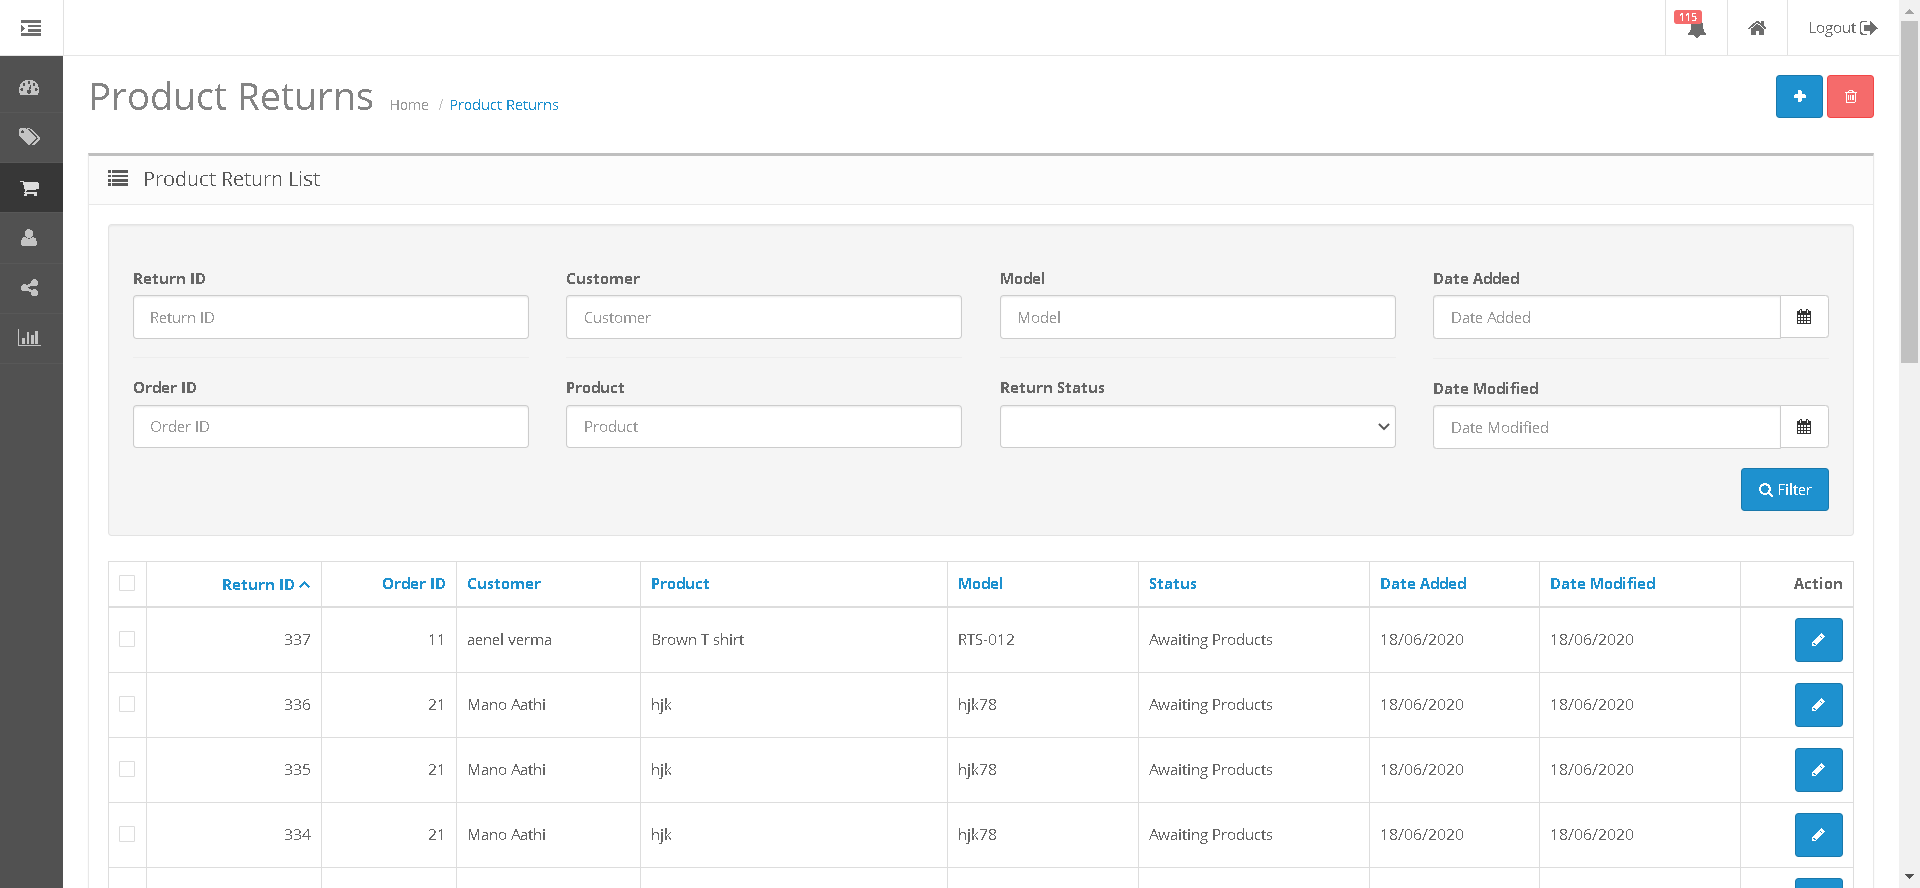 115
Logout
Product Returns Home / Product Returns
Product Return List
Return ID Customer Model Date Added
Return ID Customer Model Date Added
Order ID Product Return Status Date Modified
Order ID Product Date Modified
Filter
Return ID Order ID Customer Product Model Status Date Added Date Modified Action
337 11 aenel verma Brown T shirt RTS-012 Awaiting Products 18/06/2020 18/06/2020
336 21 Mano Aathi hjk hjk78 Awaiting Products 18/06/2020 18/06/2020
335 21 Mano Aathi hjk hjk78 Awaiting Products 18/06/2020 18/06/2020
334 21 Mano Aathi hjk hjk78 Awaiting Products 18/06/2020 18/06/2020